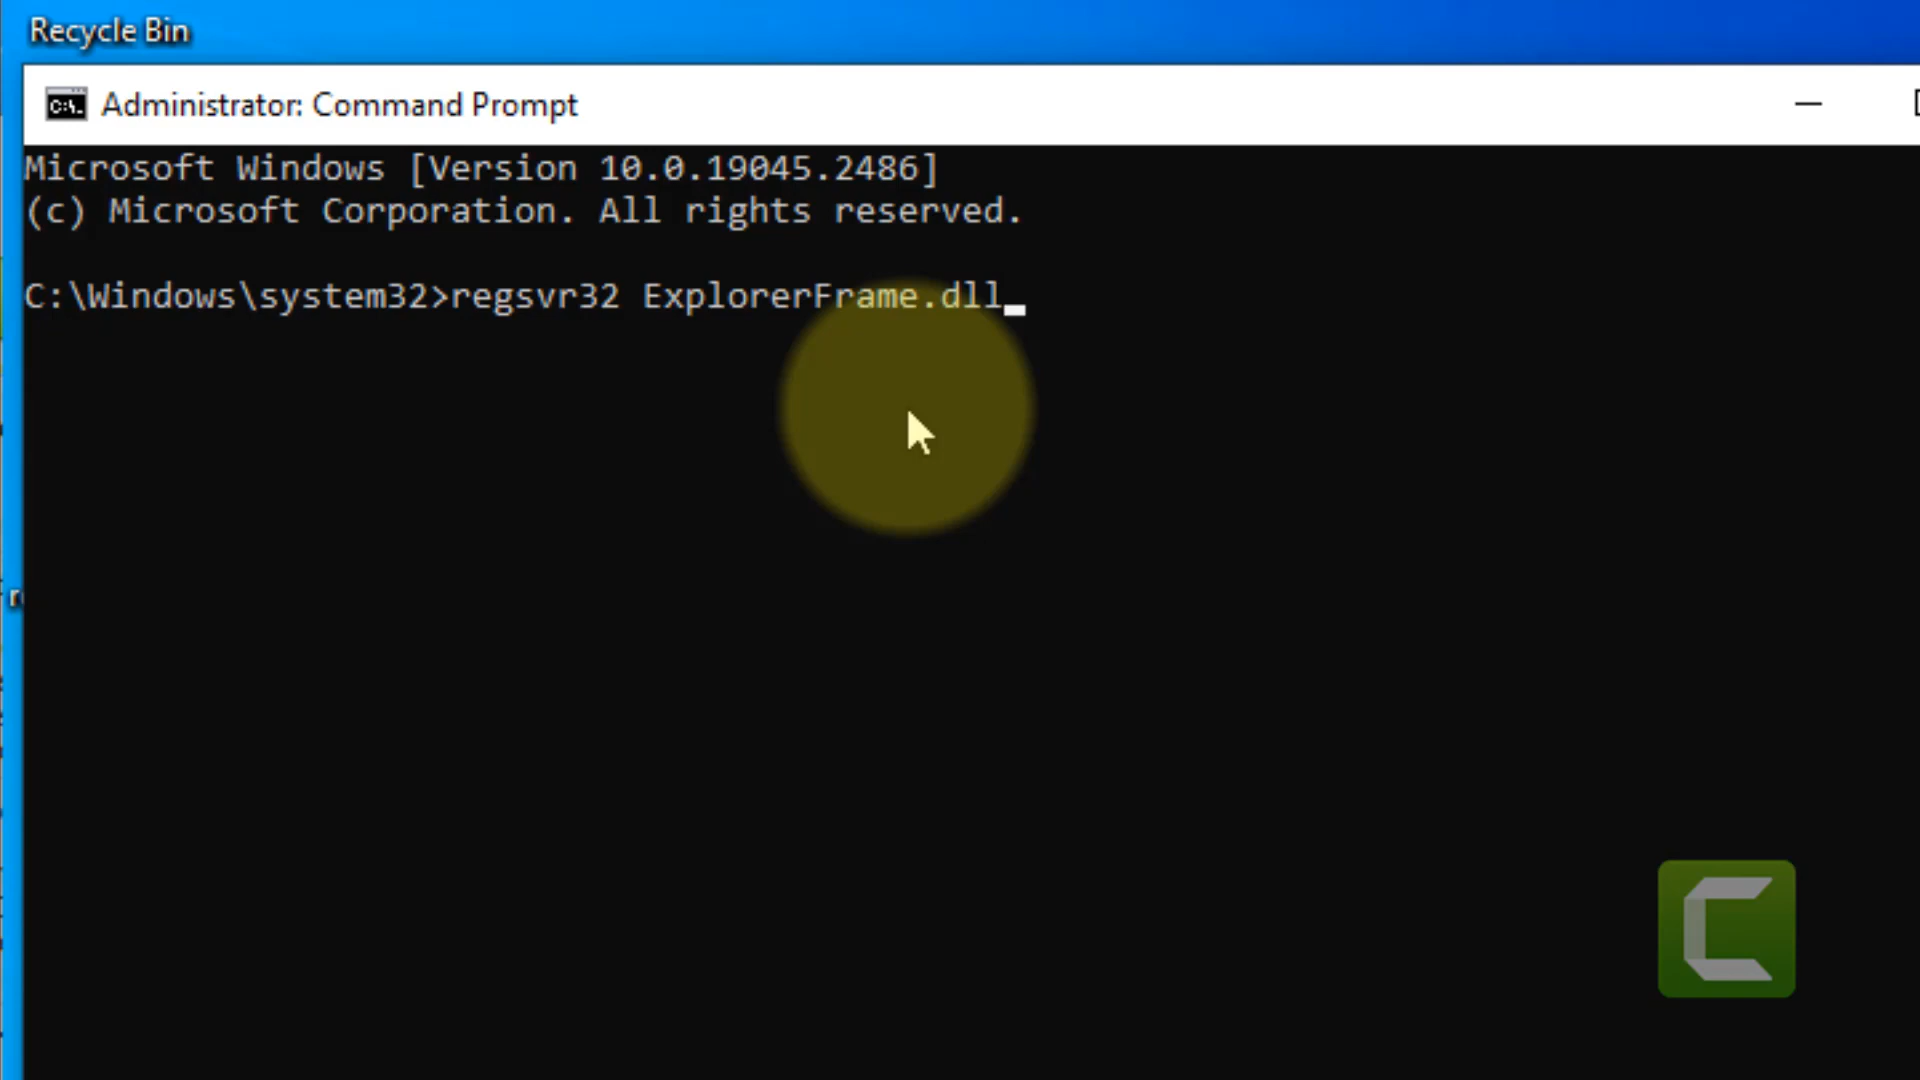 Recycle Bin
Administrator: Command Prompt
Microsoft Windows [Version 10.0.19045.2486]
(c) Microsoft Corporation. All rights reserved.
C:\Windows\system32>regsvr32 ExplorerFrame.dll